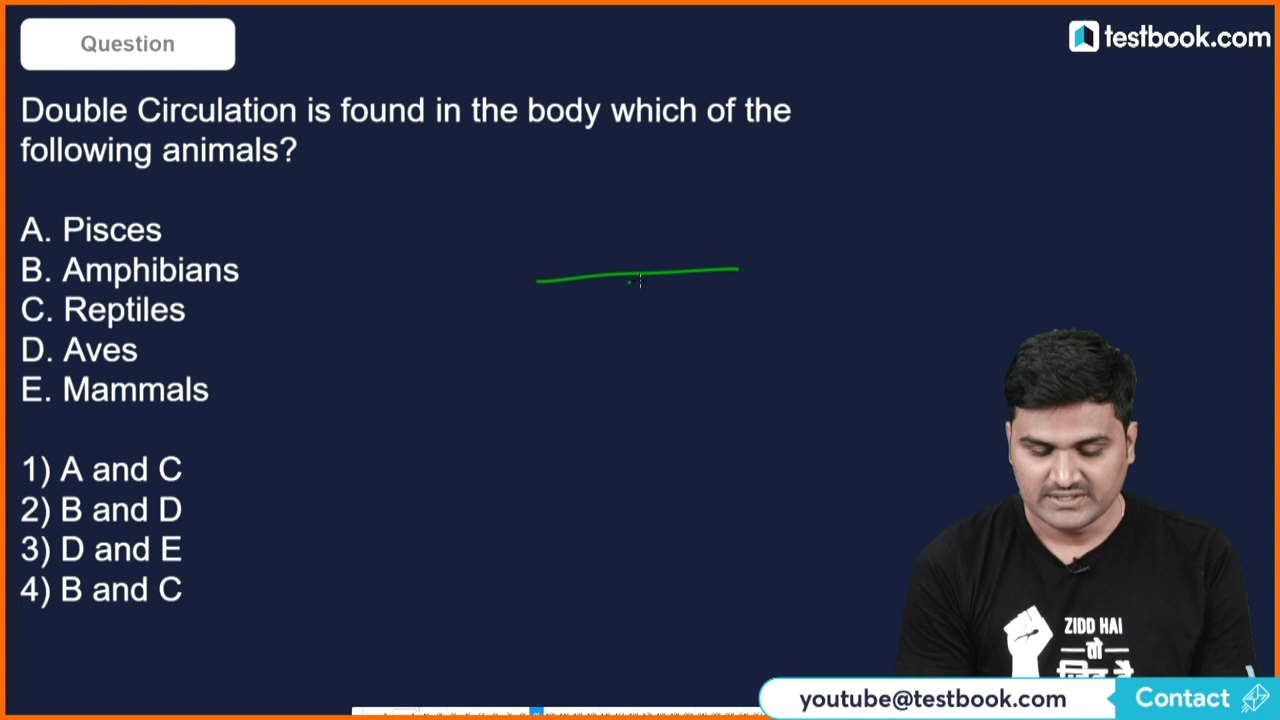 Question
testbook.com
Double Circulation is found in the body which of the
following animals?
A. Pisces
B. Amphibians
C. Reptiles
D. Aves
E. Mammals
1) A and C
2) B and D
3) D and E
4) B and C
ZIDD HAI
तो
youtube@testbook.com
Contact